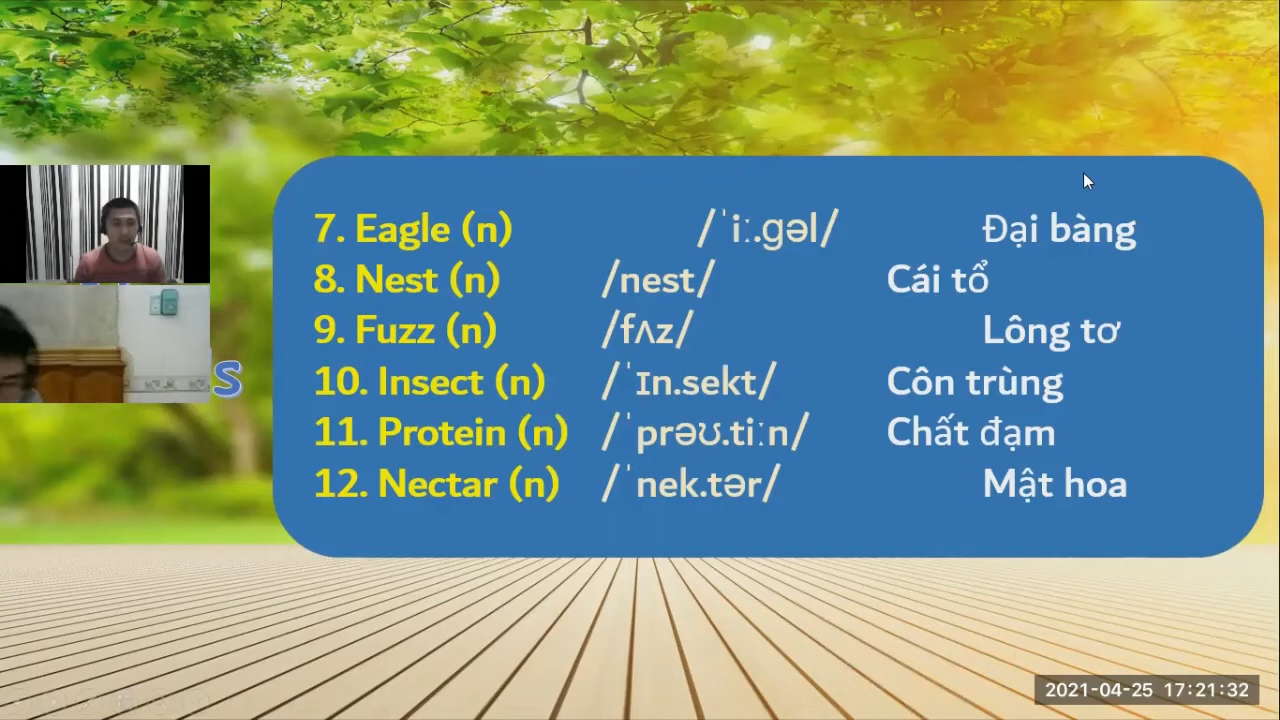 7. Eagle (n) /ˈiː.gəl/ Đại bàng
8. Nest (n) /nest/ Cái tổ
9. Fuzz (n) /fʌz/ Lông tơ
10. Insect (n) /ˈɪn.sekt/ Côn trùng
11. Protein (n) /ˈprəʊ.tiːn/ Chất đạm
12. Nectar (n) /ˈnek.tər/ Mật hoa
S
2021-04-25 17:21:32